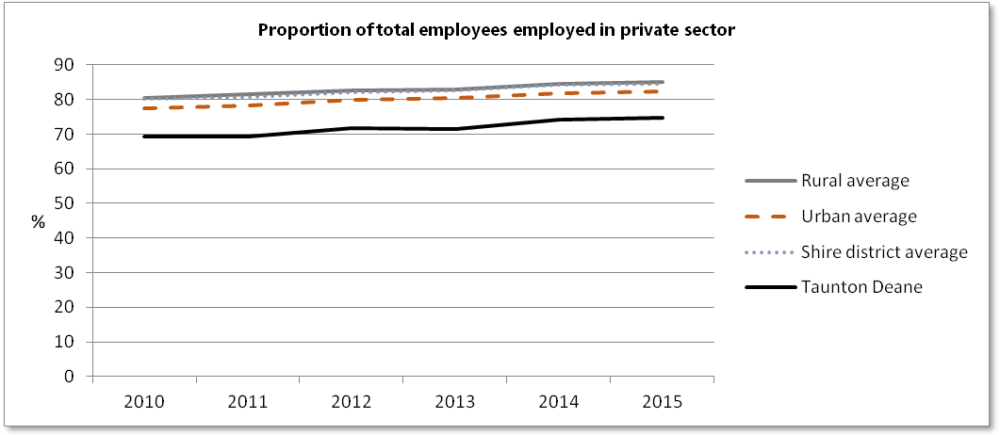 Proportion of total employees employed in private sector
90
80
70
60
50
40
30
20
10
0
%
2010 2011 2012 2013 2014 2015
Rural average
Urban average
Shire district average
Taunton Deane